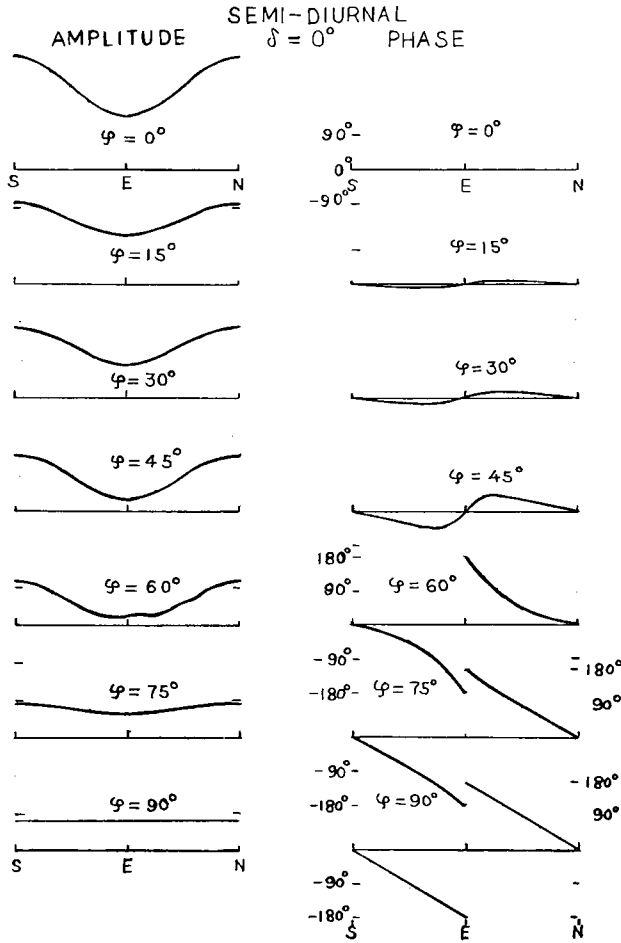 SEMI-DIURNAL
AMPLITUDE δ = 0° PHASE
φ = 0°
S E N
φ = 15°
φ = 30°
φ = 45°
φ = 60°
φ = 75°
φ = 90°
S E N
90°
0°
-90°
φ = 0°
S E N
φ = 15°
φ = 30°
φ = 45°
180°
90°
φ = 60°
-90°
-180°
φ = 75°
180°
90°
-90°
-180°
φ = 90°
180°
90°
-90°
-180°
S E N